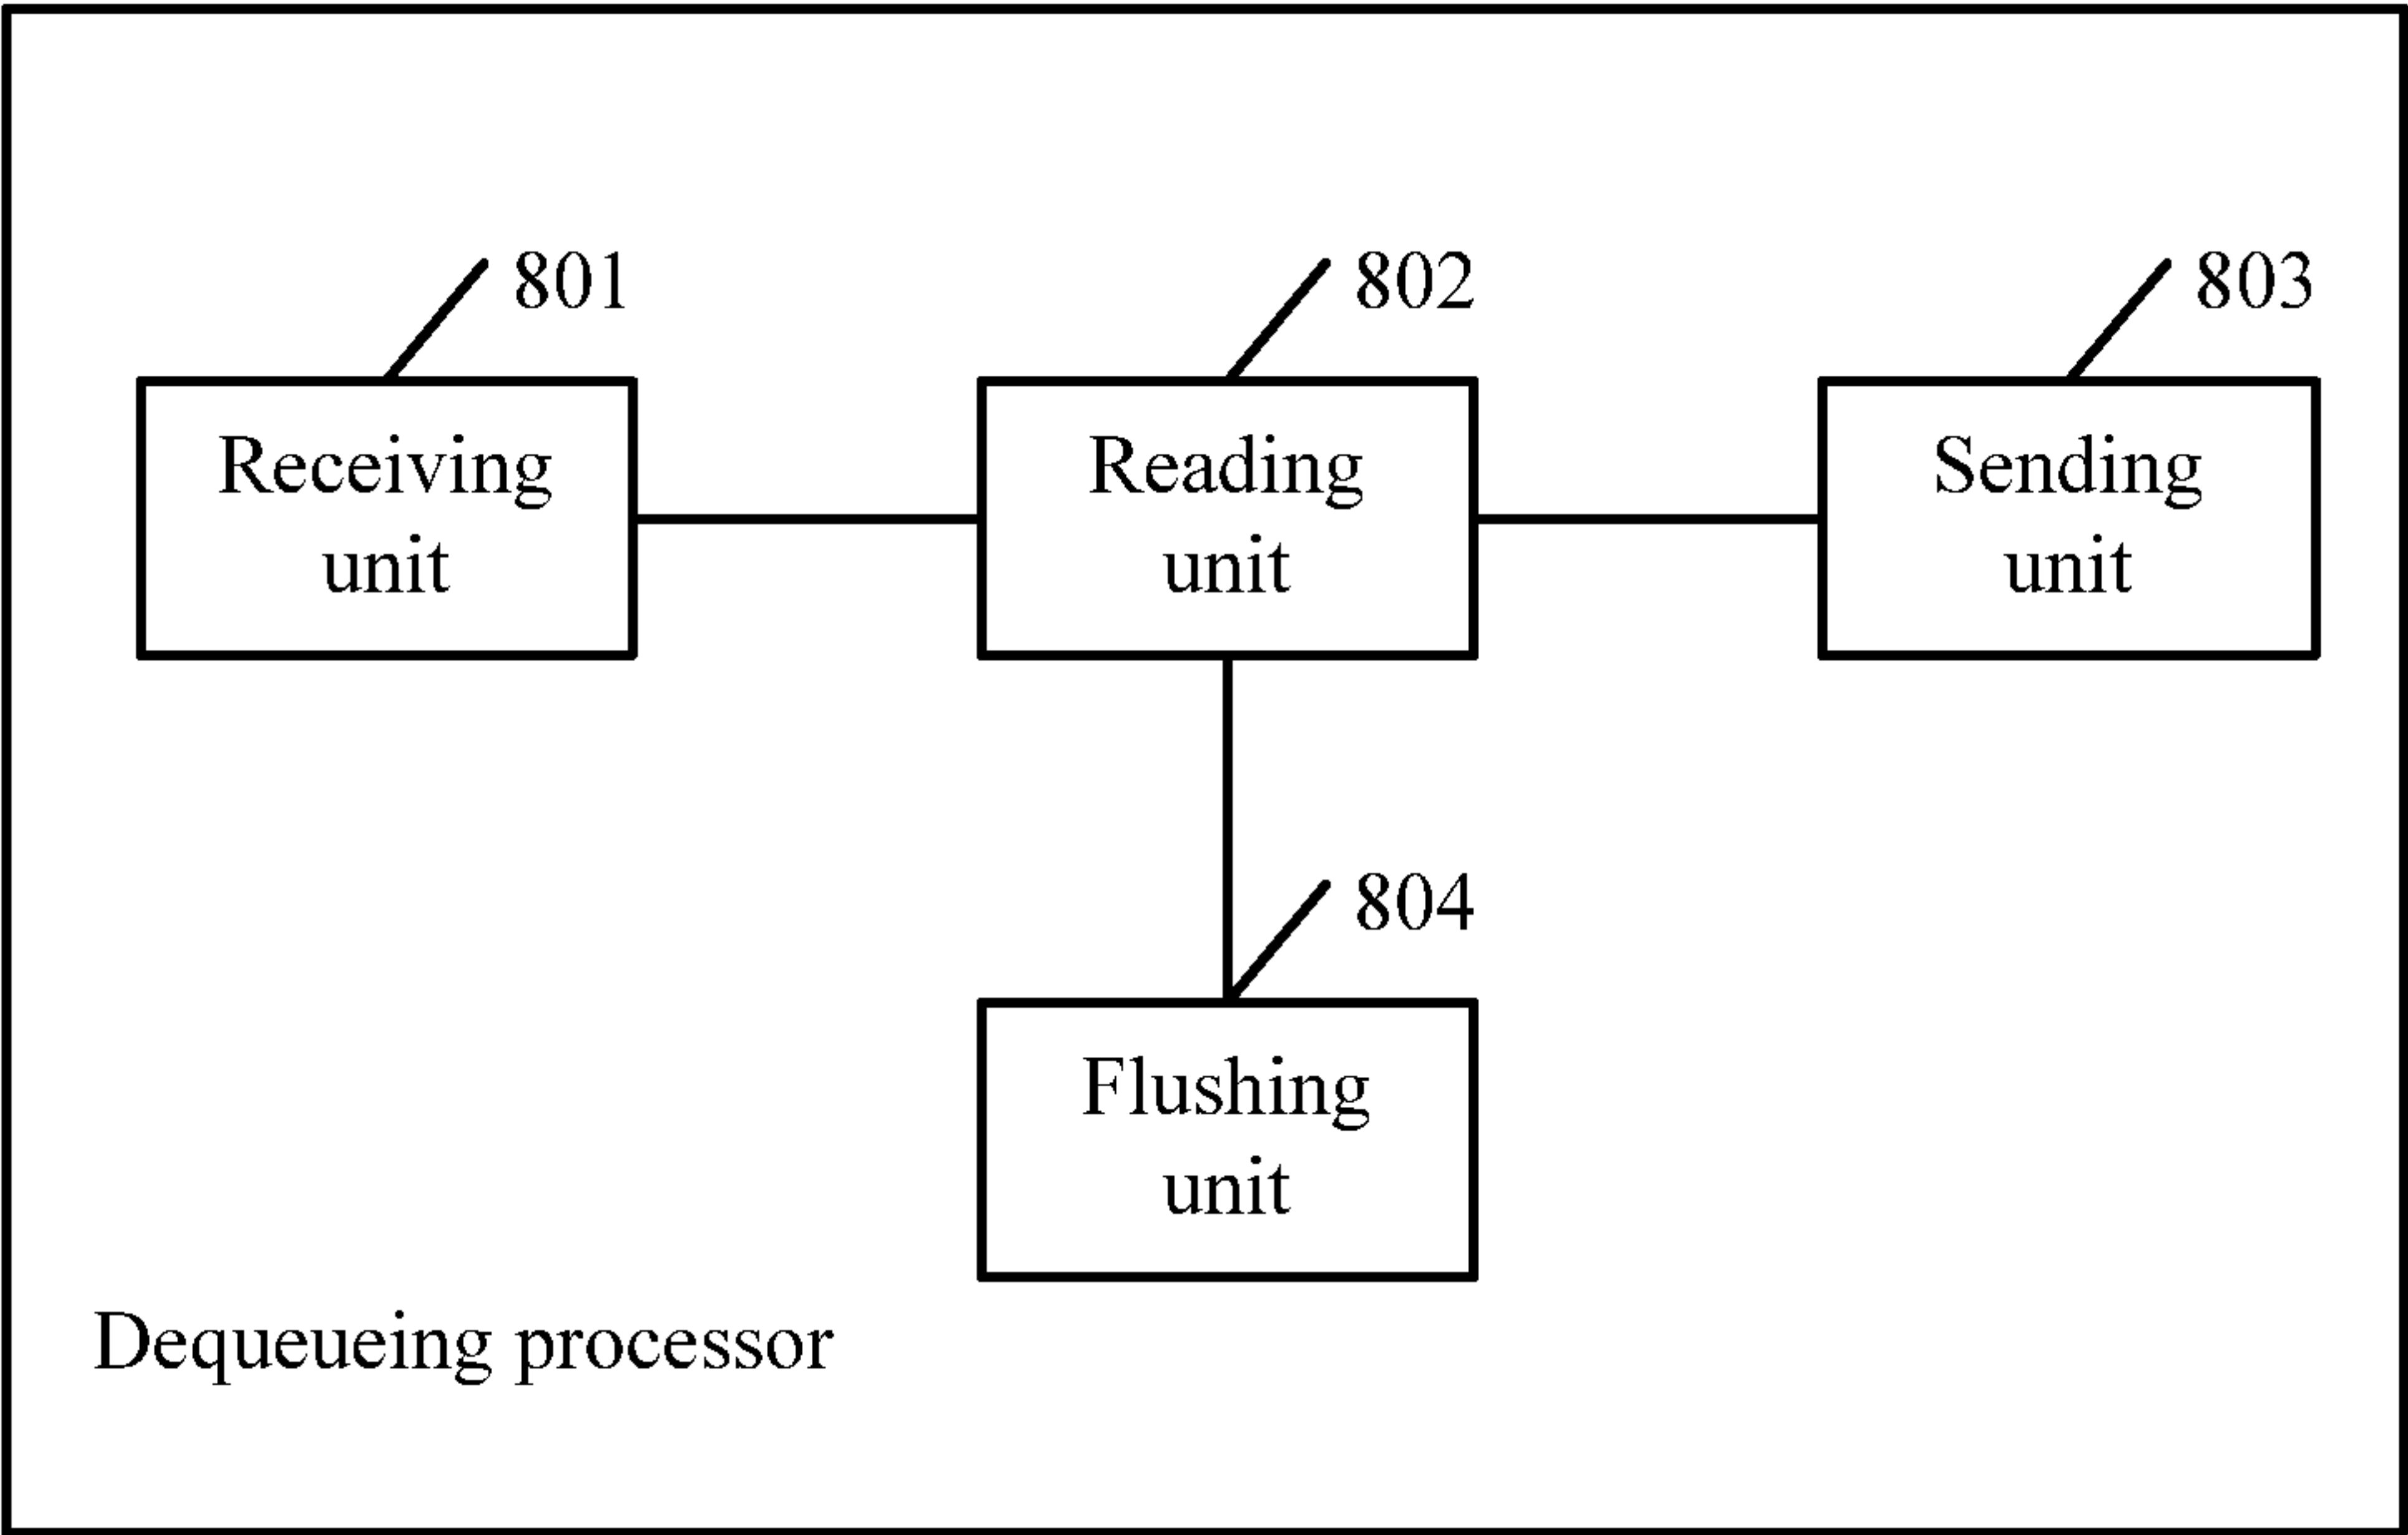 801
802
803
Receiving
unit
Reading
unit
Sending
unit
804
Flushing
unit
Dequeueing processor